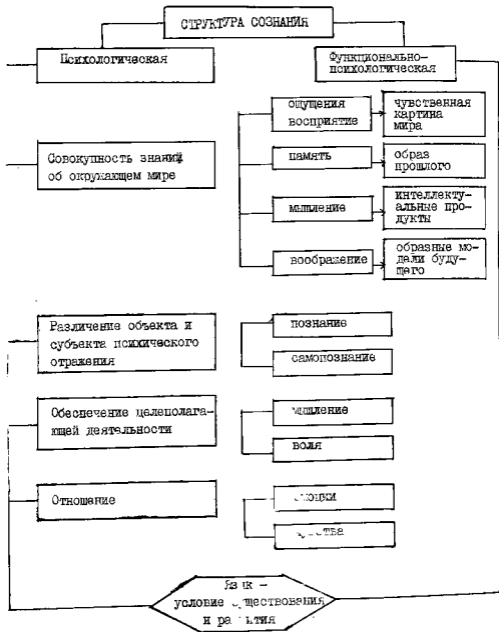 СТРУКТУРА СОЗНАНИЯ
Психологическая
Функционально-
психологическая
Совокупность знаний
об окружающем мире
ощущения
восприятие
чувственная
картина
мира
память
образ
прошлого
мышление
интеллекту-
альные про-
дукты
воображение
образные мо-
дели буду-
щего
Различение объекта и
субъекта психического
отражения
познание
самопознание
Обеспечение целеполага-
ющей деятельности
мышление
воля
Отношение
Язык –
условие существования
и